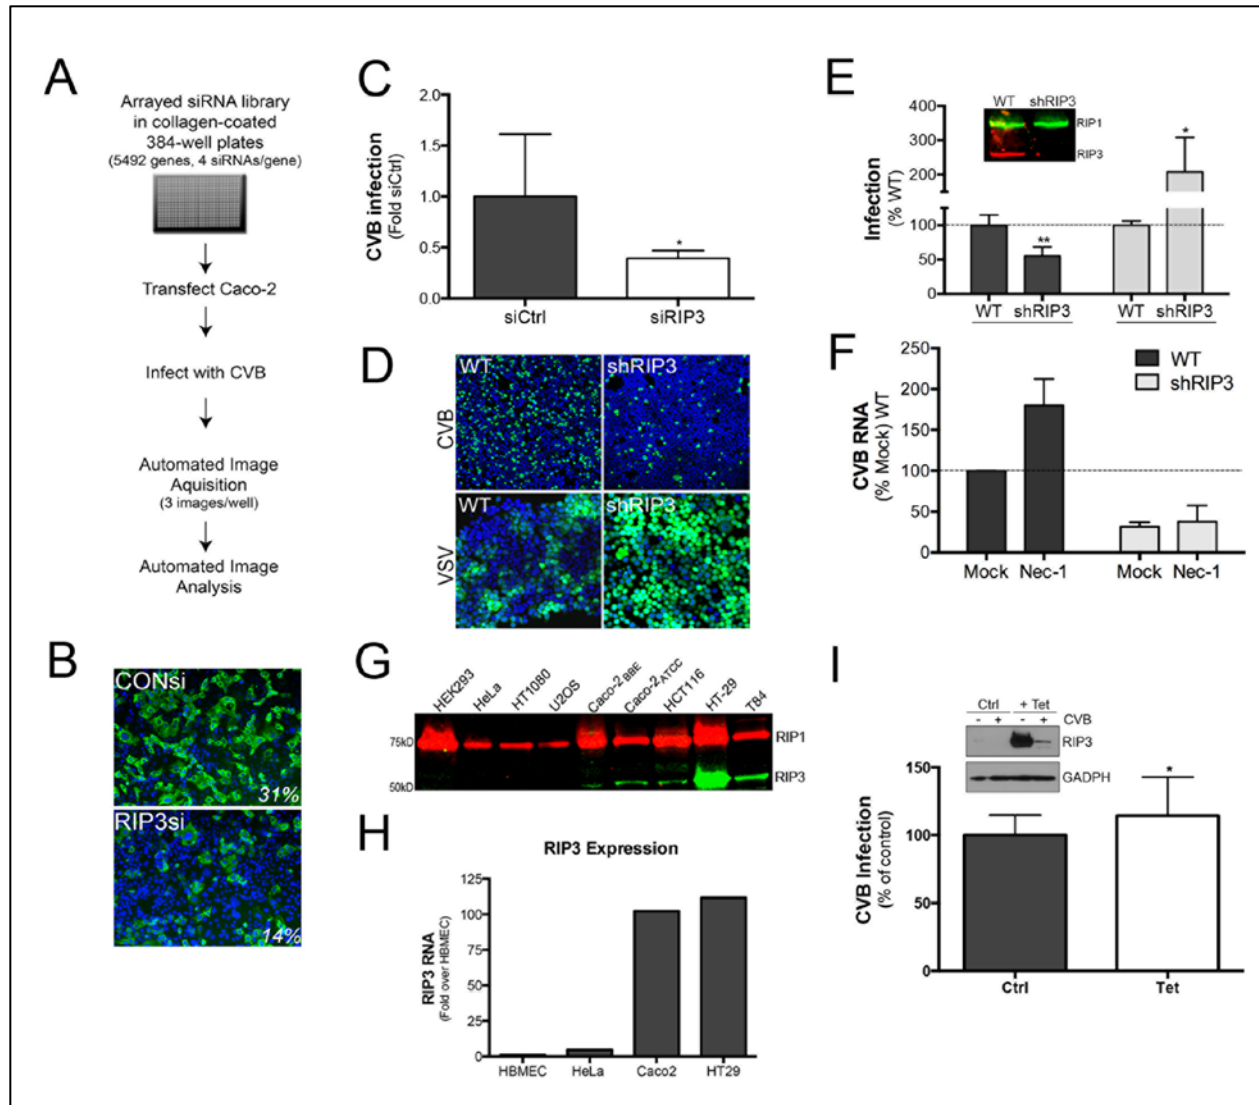 A
Arrayed siRNA library
in collagen-coated
384-well plates
(5492 genes, 4 siRNAs/gene)
Transfect Caco-2
Infect with CVB
Automated Image
Aquisition
(3 images/well)
Automated Image
Analysis
B
CONsi
31%
RIP3si
14%
C
CVB infection
(Fold siCtrl)
2.0
1.5
1.0
0.5
0.0
*
siCtrl
siRIP3
D
WT
shRIP3
CVB
WT
shRIP3
VSV
E
Infection
(% WT)
400
300
200
100
50
0
WT
shRIP3
RIP1
RIP3
**
*
WT
shRIP3
WT
shRIP3
F
CVB RNA
(% Mock) WT
250
200
150
100
50
0
WT
shRIP3
Mock
Nec-1
Mock
Nec-1
G
HEK293
HeLa
HT1080
U2OS
Caco-2BBE
Caco-2ATCC
HCT116
HT-29
T84
75kD
50kD
RIP1
RIP3
H
RIP3 Expression
RIP3 RNA
(Fold over HBMEC)
125
100
75
50
25
0
HBMEC
HeLa
Caco2
HT29
I
Ctrl
+ Tet
- + - + CVB
RIP3
GADPH
CVB Infection
(% of control)
150
100
50
0
*
Ctrl
Tet